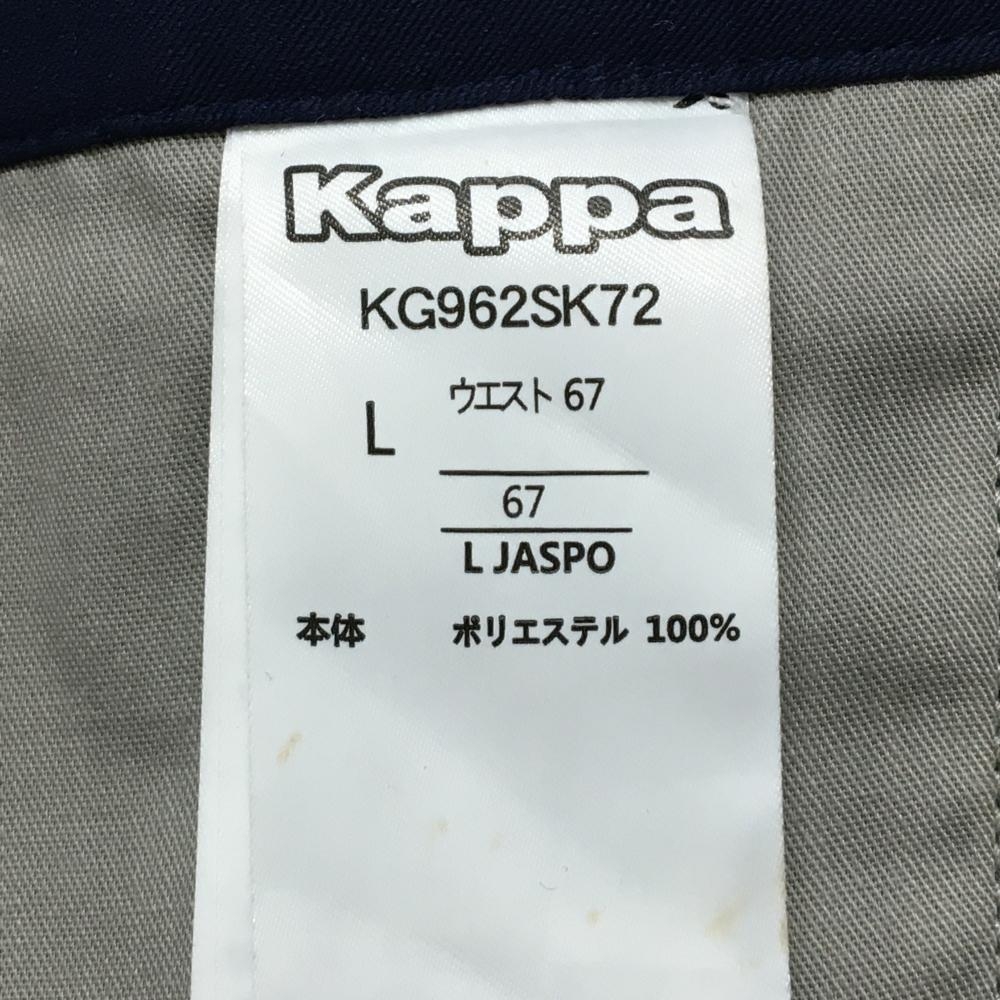 Kappa
KG962SK72
L ウエスト 67
67
L JASPO
本体 ポリエステル 100%